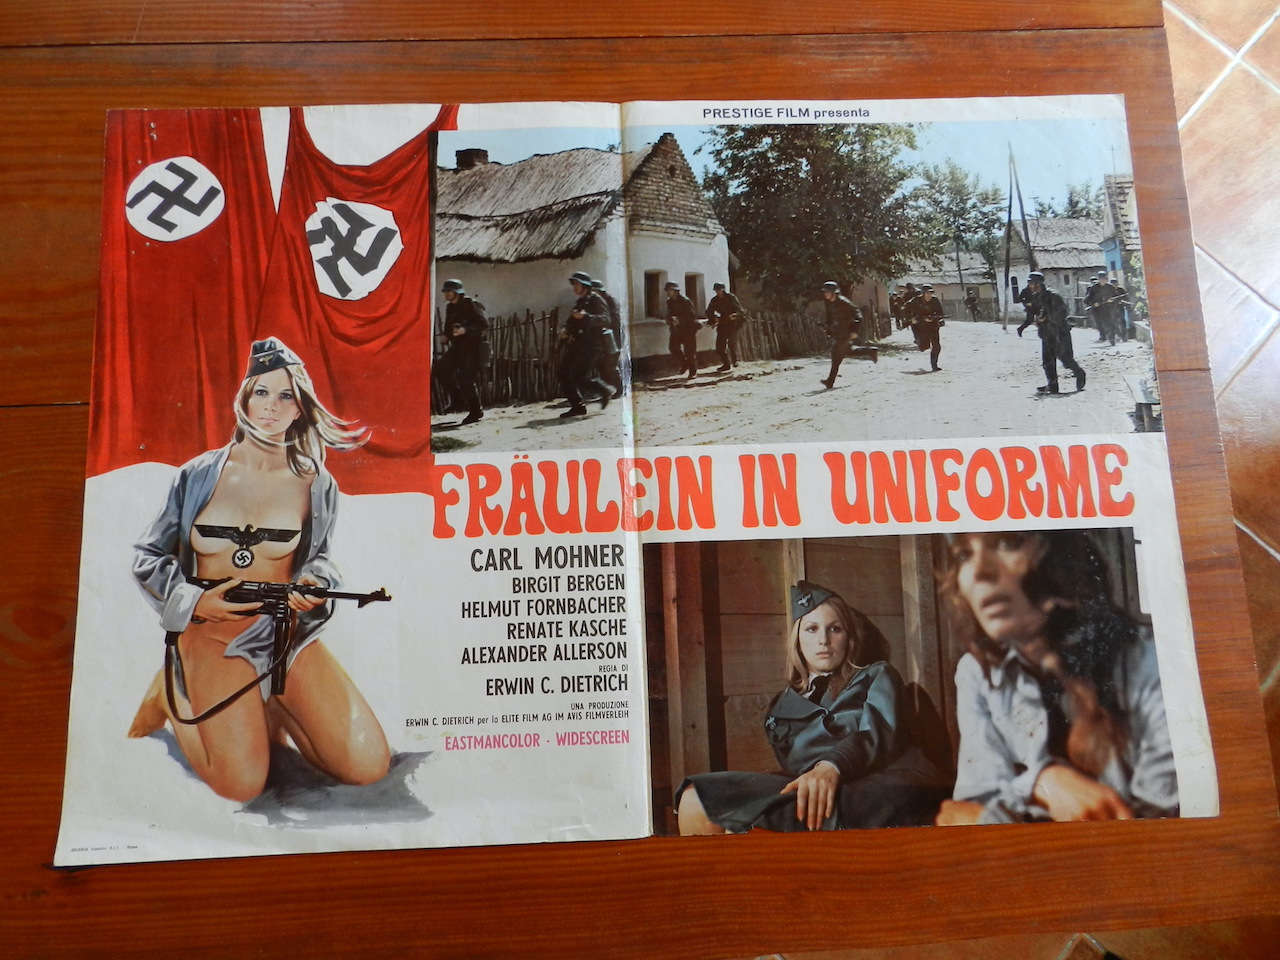 PRESTIGE FILM presenta
FRÄULEIN IN UNIFORME
CARL MOHNER
BIRGIT BERGEN
HELMUT FORNBACHER
RENATE KASCHE
ALEXANDER ALLERSON
REGIA DI
ERWIN C. DIETRICH
UNA PRODUZIONE
ERWIN C. DIETRICH per la ELITE FILM AG IM AVIS FILMVERLEIH
EASTMANCOLOR - WIDESCREEN